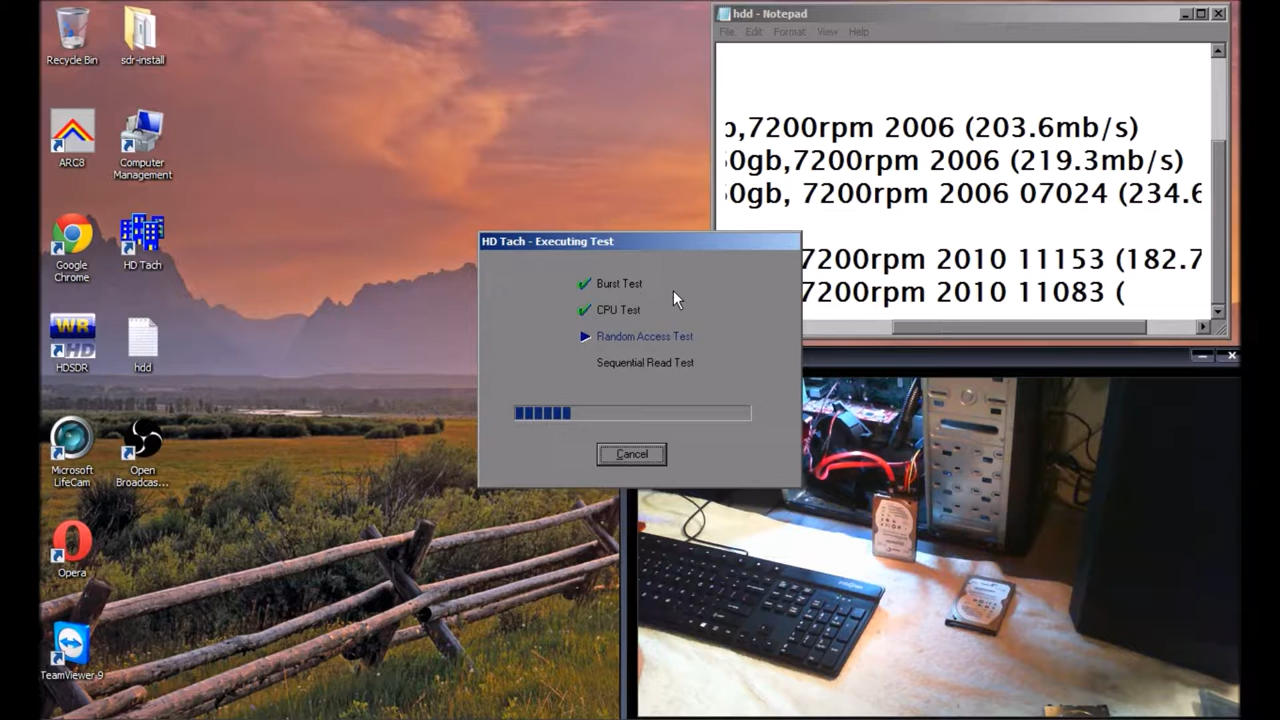 Recycle Bin
sdr-install
ARC8
Computer
Management
Google
Chrome
HD Tach
WR
HD
HDSDR
hdd
Microsoft
LifeCam
Open
Broadcas...
Opera
TeamViewer 9
hdd - Notepad
File Edit Format View Help
b,7200rpm 2006 (203.6mb/s)
0gb,7200rpm 2006 (219.3mb/s)
0gb, 7200rpm 2006 07024 (234.6
7200rpm 2010 11153 (182.7
7200rpm 2010 11083 (
HD Tach - Executing Test
Burst Test
CPU Test
Random Access Test
Sequential Read Test
Cancel